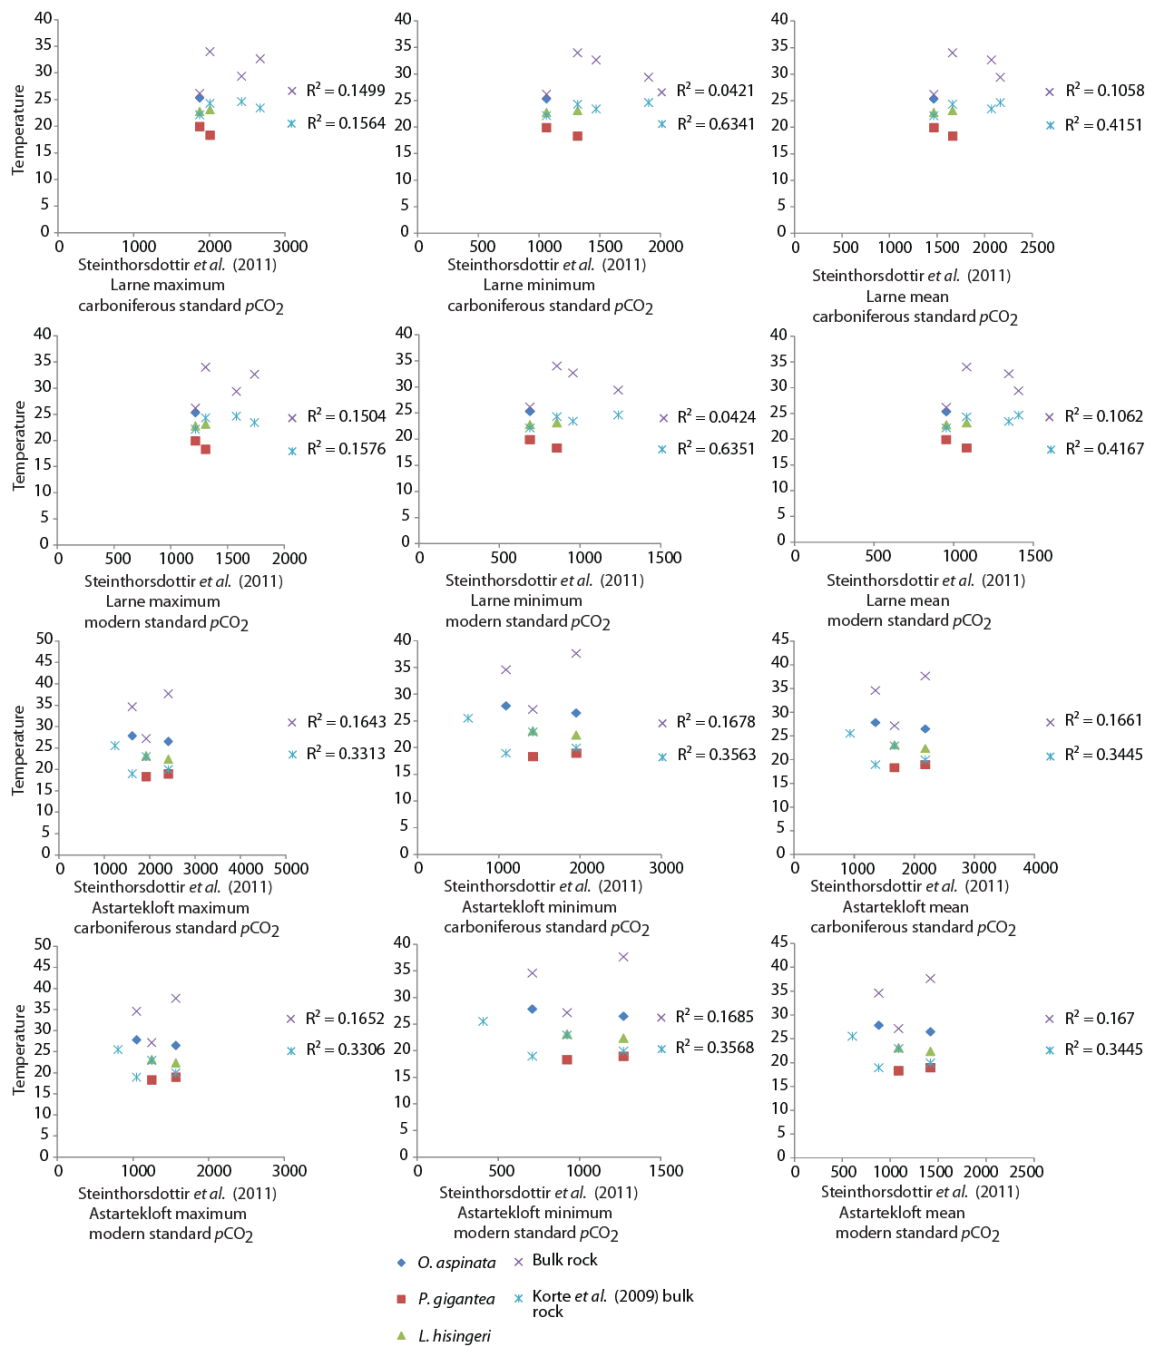 40
35
30
25
20
15
10
5
0
Temperature
0 1000 2000 3000
R² = 0.1499
R² = 0.1564
Steinthorsdottir et al. (2011)
Larne maximum
carboniferous standard pCO2
40
35
30
25
20
15
10
5
0
0 500 1000 1500 2000
R² = 0.0421
R² = 0.6341
Steinthorsdottir et al. (2011)
Larne minimum
carboniferous standard pCO2
40
35
30
25
20
15
10
5
0
0 500 1000 1500 2000 2500
R² = 0.1058
R² = 0.4151
Steinthorsdottir et al. (2011)
Larne mean
carboniferous standard pCO2
40
35
30
25
20
15
10
5
0
Temperature
0 500 1000 1500 2000
R² = 0.1504
R² = 0.1576
Steinthorsdottir et al. (2011)
Larne maximum
modern standard pCO2
40
35
30
25
20
15
10
5
0
0 500 1000 1500
R² = 0.0424
R² = 0.6351
Steinthorsdottir et al. (2011)
Larne minimum
modern standard pCO2
40
35
30
25
20
15
10
5
0
0 500 1000 1500
R² = 0.1062
R² = 0.4167
Steinthorsdottir et al. (2011)
Larne mean
modern standard pCO2
50
45
40
35
30
25
20
15
10
5
0
Temperature
0 1000 2000 3000 4000 5000
R² = 0.1643
R² = 0.3313
Steinthorsdottir et al. (2011)
Astartekloft maximum
carboniferous standard pCO2
40
35
30
25
20
15
10
5
0
0 1000 2000 3000
R² = 0.1678
R² = 0.3563
Steinthorsdottir et al. (2011)
Astartekloft minimum
carboniferous standard pCO2
45
40
35
30
25
20
15
10
5
0
0 1000 2000 3000 4000
R² = 0.1661
R² = 0.3445
Steinthorsdottir et al. (2011)
Astartekloft mean
carboniferous standard pCO2
50
45
40
35
30
25
20
15
10
5
0
Temperature
0 1000 2000 3000
R² = 0.1652
R² = 0.3306
Steinthorsdottir et al. (2011)
Astartekloft maximum
modern standard pCO2
40
35
30
25
20
15
10
5
0
0 500 1000 1500
R² = 0.1685
R² = 0.3568
Steinthorsdottir et al. (2011)
Astartekloft minimum
modern standard pCO2
45
40
35
30
25
20
15
10
5
0
0 500 1000 1500 2000 2500
R² = 0.167
R² = 0.3445
Steinthorsdottir et al. (2011)
Astartekloft mean
modern standard pCO2
O. aspinata
P. gigantea
L. hisingeri
Bulk rock
Korte et al. (2009) bulk
rock